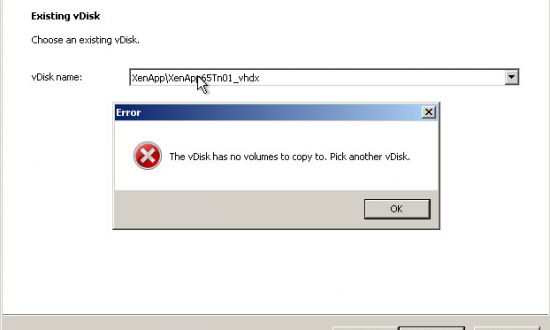 Existing vDisk
Choose an existing vDisk.
vDisk name: XenApp\XenApp65Tn01_vhdx
Error
The vDisk has no volumes to copy to. Pick another vDisk.
OK